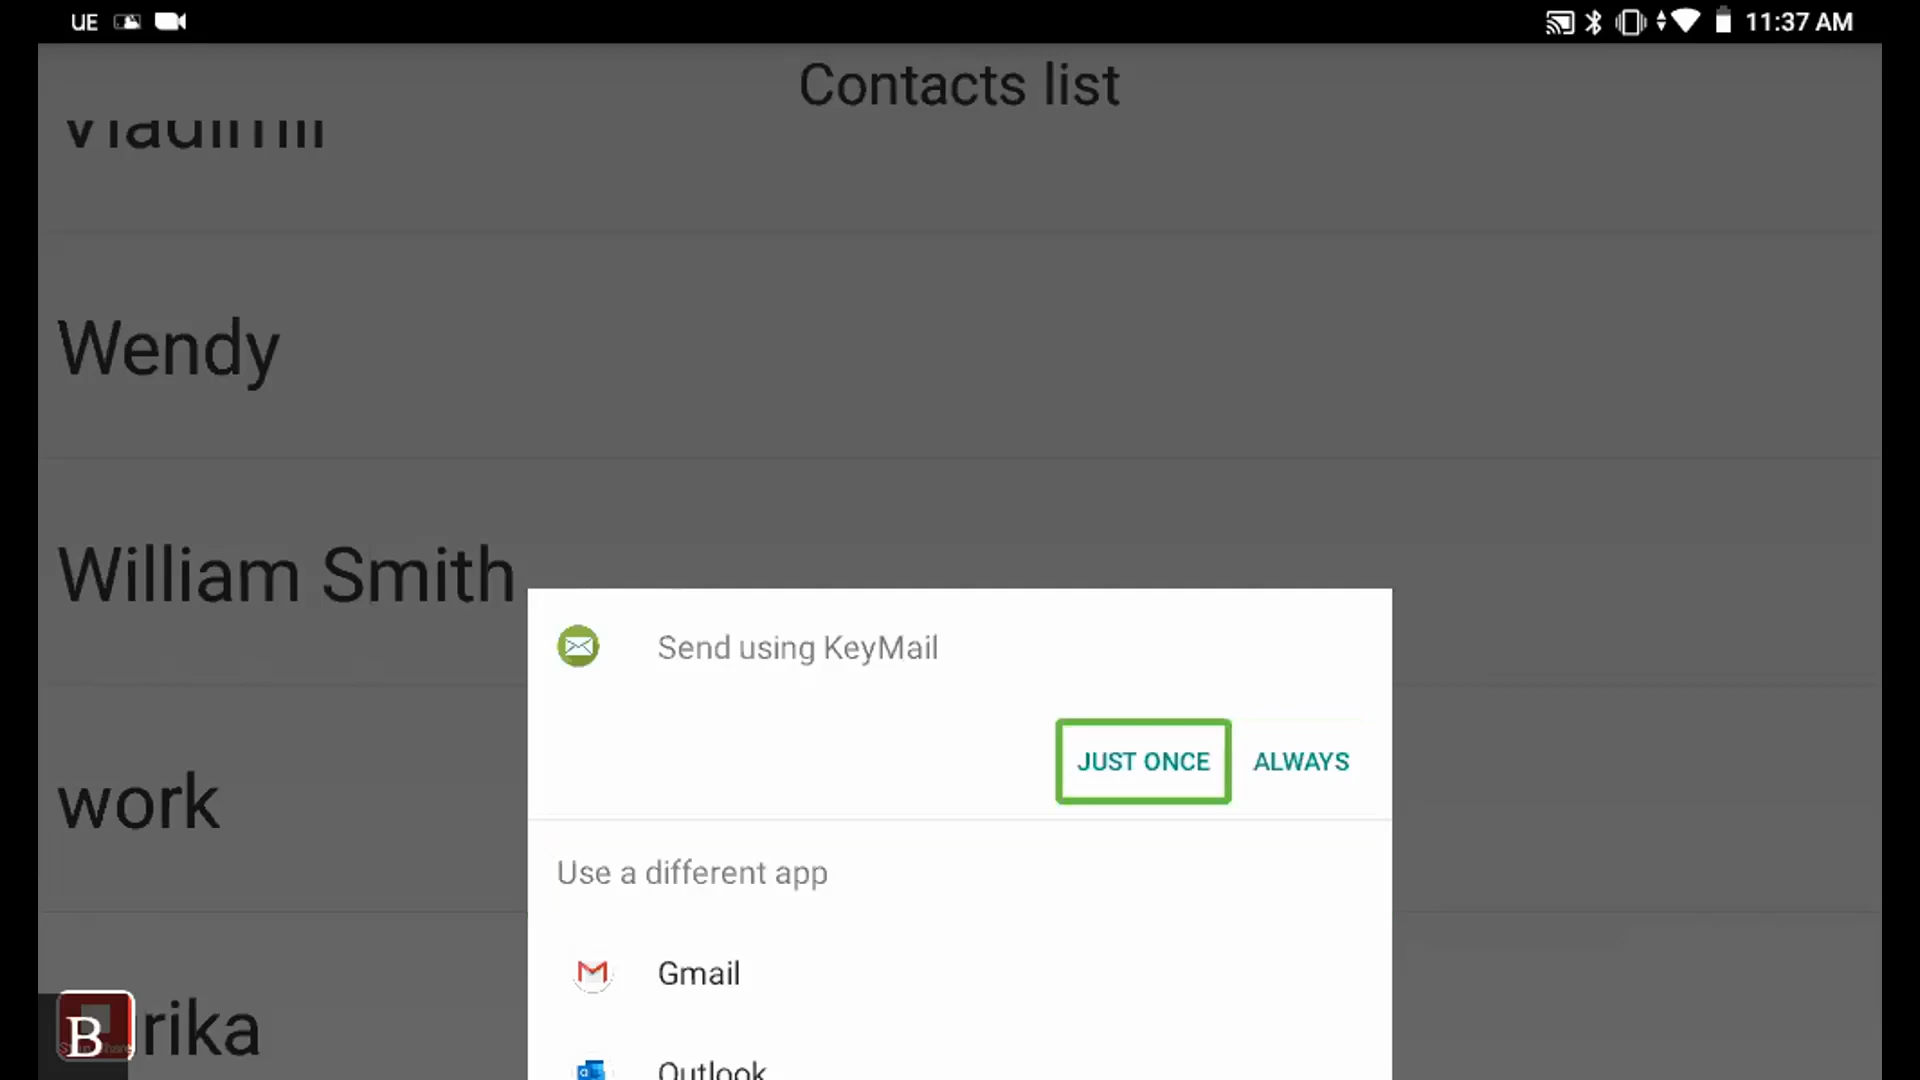 UE
11:37 AM
Contacts list
Wendy
William Smith
Send using KeyMail
JUST ONCE
ALWAYS
work
Use a different app
Gmail
B
rika
Outlook